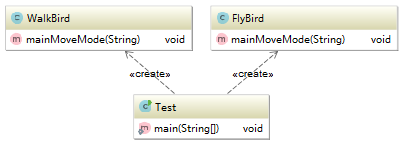 WalkBird
mainMoveMode(String) void
FlyBird
mainMoveMode(String) void
«create»
«create»
Test
main(String[]) void